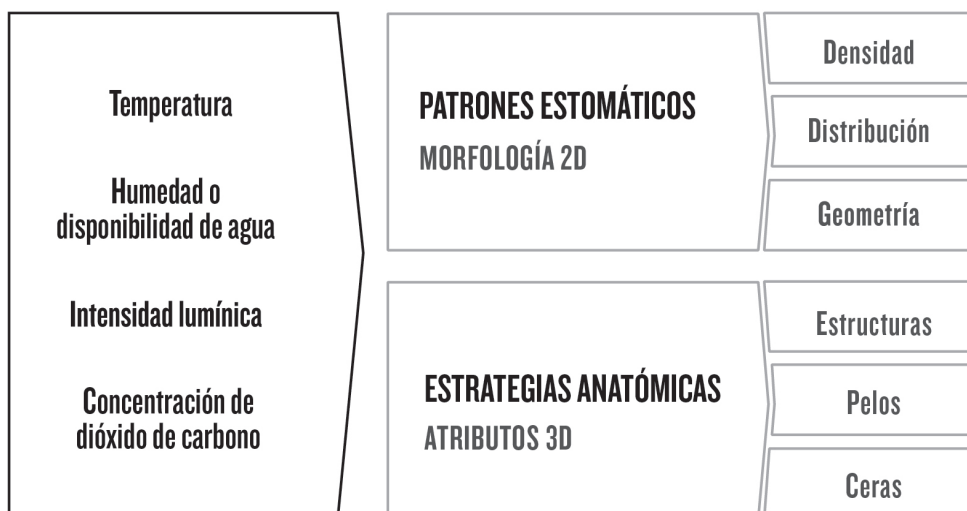 Temperatura
Humedad o
disponibilidad de agua
Intensidad lumínica
Concentración de
dióxido de carbono
PATRONES ESTOMÁTICOS
MORFOLOGÍA 2D
Densidad
Distribución
Geometría
ESTRATEGIAS ANATÓMICAS
ATRIBUTOS 3D
Estructuras
Pelos
Ceras